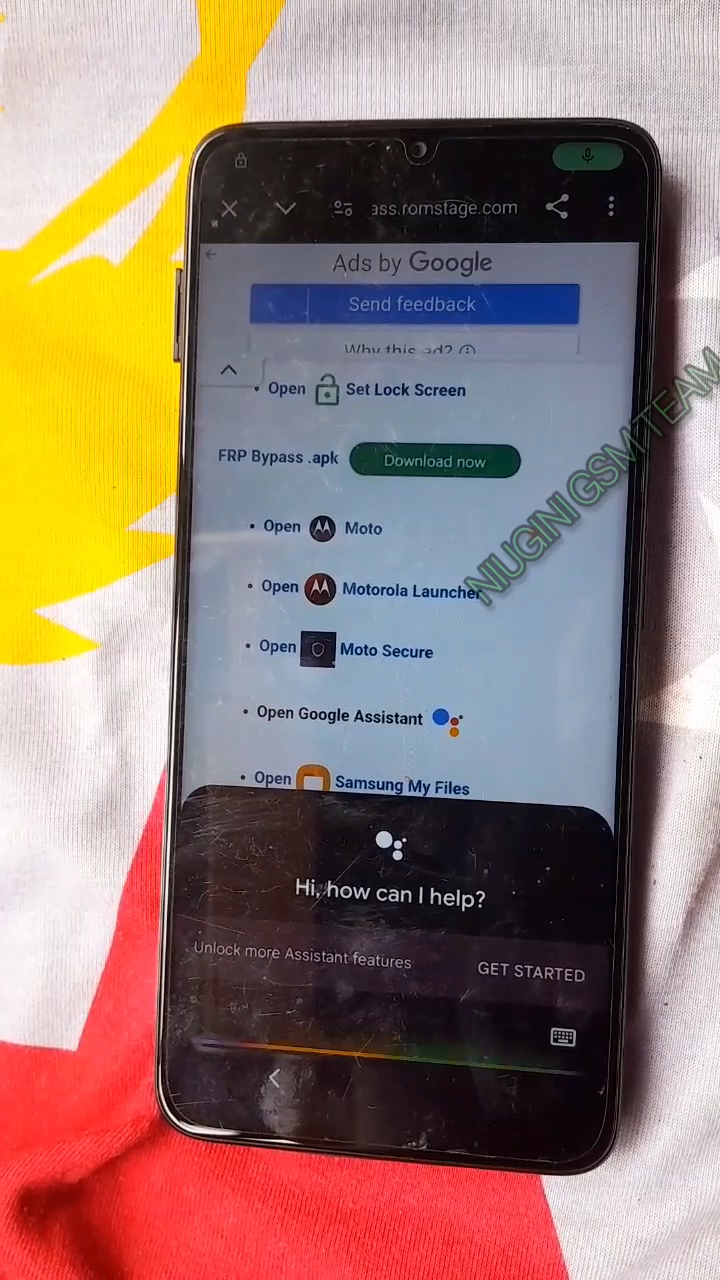 ass.romstage.com
Ads by Google
Send feedback
Why this ad?
• Open Set Lock Screen
FRP Bypass .apk Download now
• Open Moto
• Open Motorola Launcher
• Open Moto Secure
• Open Google Assistant
• Open Samsung My Files
Hi, how can I help?
Unlock more Assistant features GET STARTED
NIUGINI GSM TEAM